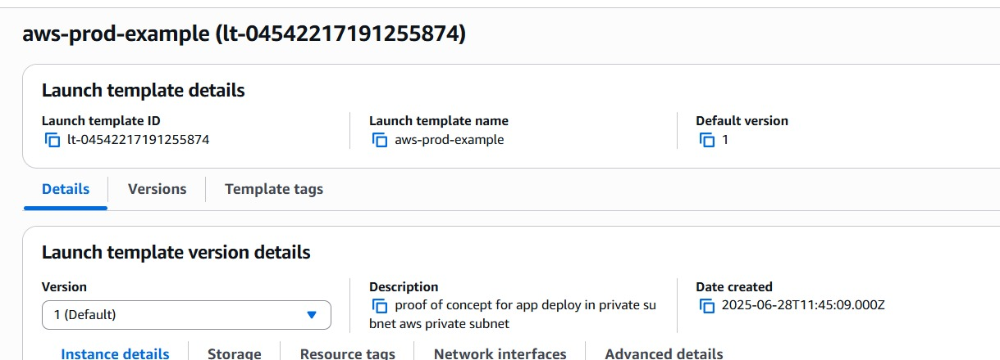 aws-prod-example (lt-04542217191255874)
Launch template details
Launch template ID
lt-04542217191255874
Launch template name
aws-prod-example
Default version
1
Details
Versions
Template tags
Launch template version details
Version
1 (Default)
Description
proof of concept for app deploy in private su
bnet aws private subnet
Date created
2025-06-28T11:45:09.000Z
Instance details
Storage
Resource tags
Network interfaces
Advanced details